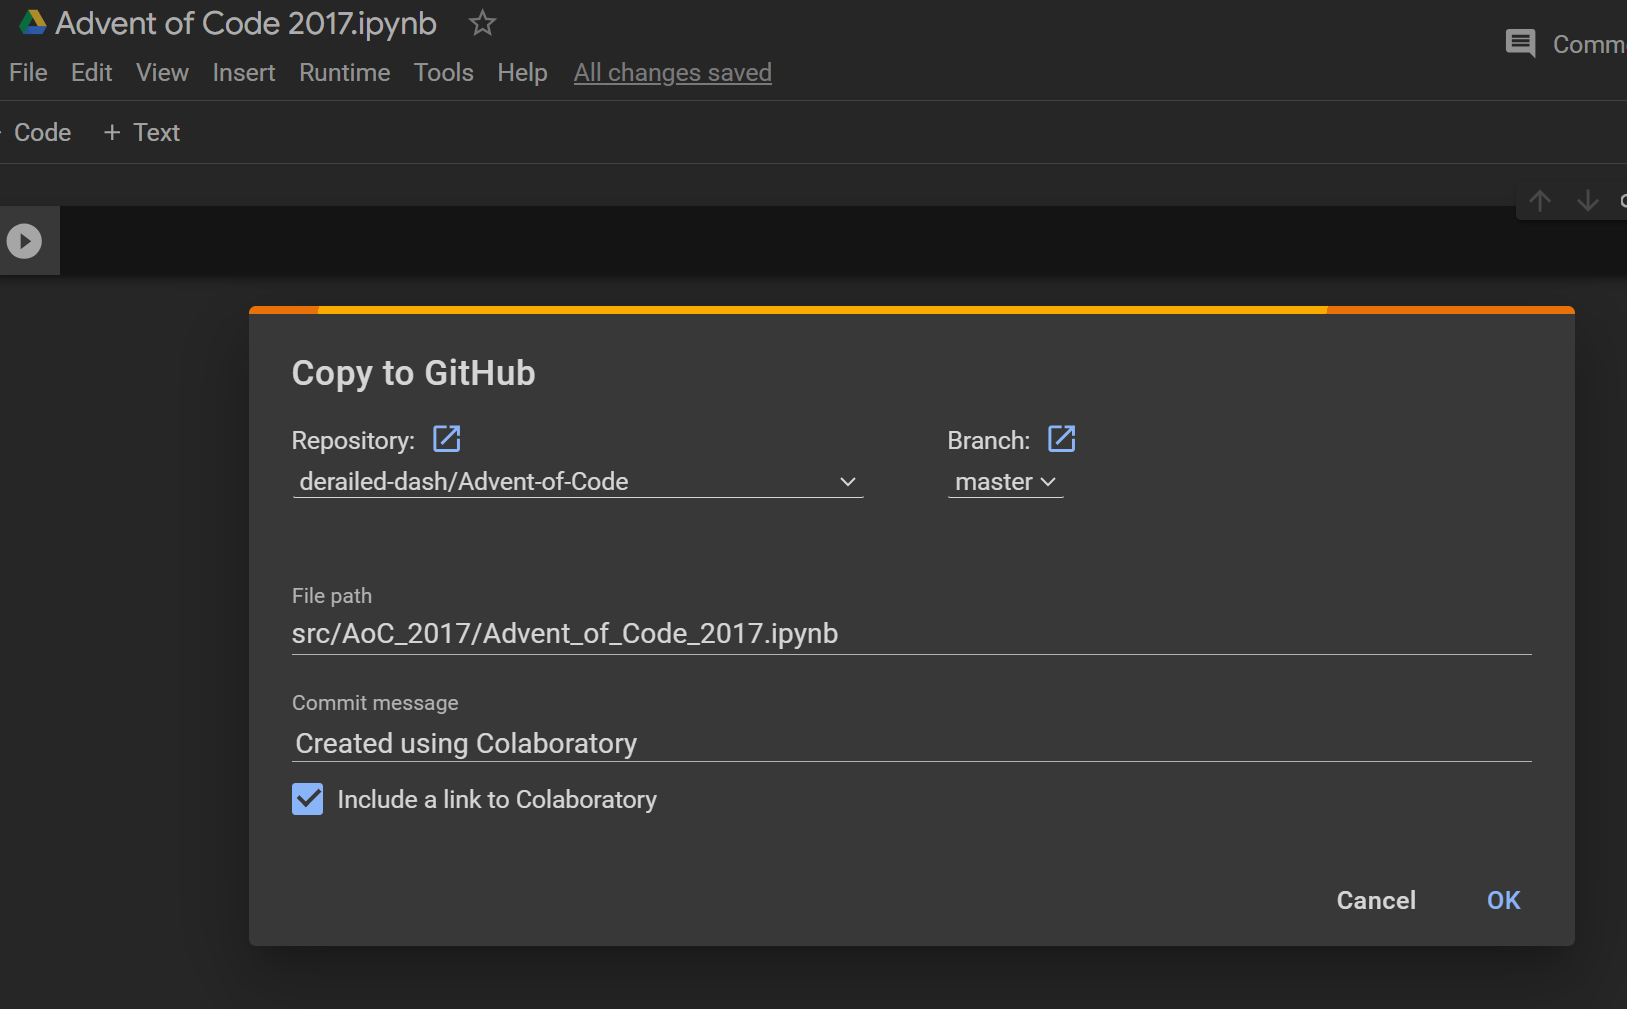 Advent of Code 2017.ipynb
Comm
File Edit View Insert Runtime Tools Help All changes saved
Code + Text
Copy to GitHub
Repository: Branch:
derailed-dash/Advent-of-Code master
File path
src/AoC_2017/Advent_of_Code_2017.ipynb
Commit message
Created using Colaboratory
Include a link to Colaboratory
Cancel OK